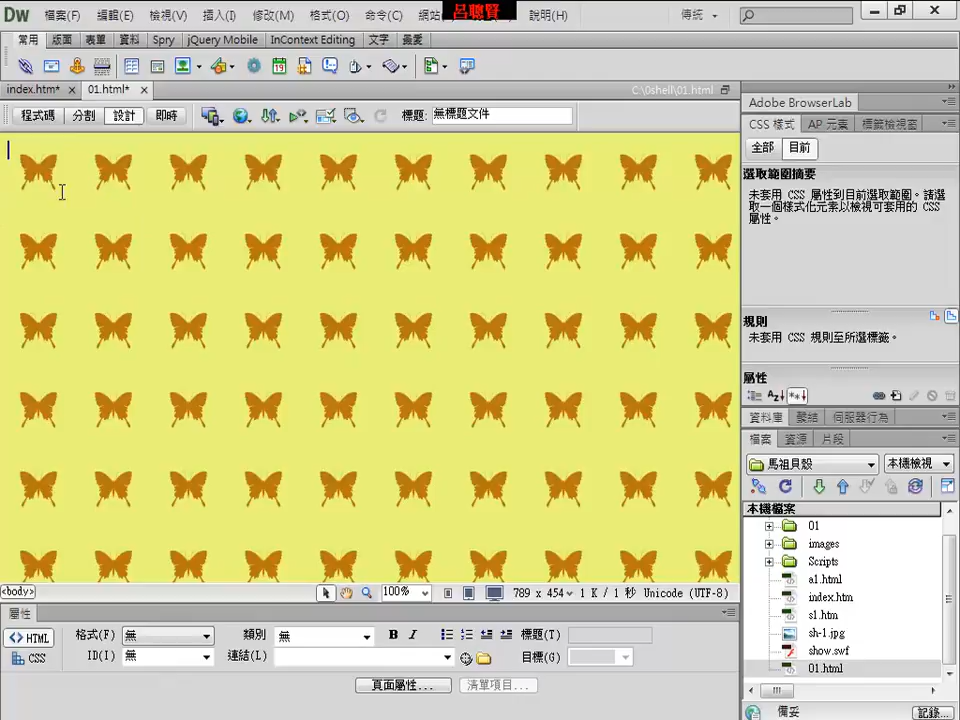 Dw 檔案(F) 編輯(E) 檢視(V) 插入(I) 修改(M) 格式(O) 命令(C) 網站 呂聰賢 說明(H) 傳統
常用 版面 表單 資料 Spry jQuery Mobile InContext Editing 文字 我的最愛
index.htm* 01.html* C:\0shell\01.html
程式碼 分割 設計 即時 標題: 無標題文件
Adobe BrowserLab
CSS 樣式 AP 元素 標籤檢視窗
全部 目前
選取範圍摘要
未套用 CSS 屬性到目前選取範圍。請選
取一個樣式化元素以檢視可套用的 CSS
屬性。
規則
未套用 CSS 規則至所選標籤。
屬性
資料庫 繫結 伺服器行為
檔案 資源 片段
馬祖貝殼 本機檢視
本機檔案
01
images
Scripts
a1.html
index.htm
s1.htm
sh-1.jpg
show.swf
01.html
備妥 記錄...
<body> 100% 789 x 454 1 K / 1 秒 Unicode (UTF-8)
屬性
HTML 格式(F) 無 類別 無 B I 標題(T)
CSS ID(I) 無 連結(L) 目標(G)
頁面屬性... 清單項目...